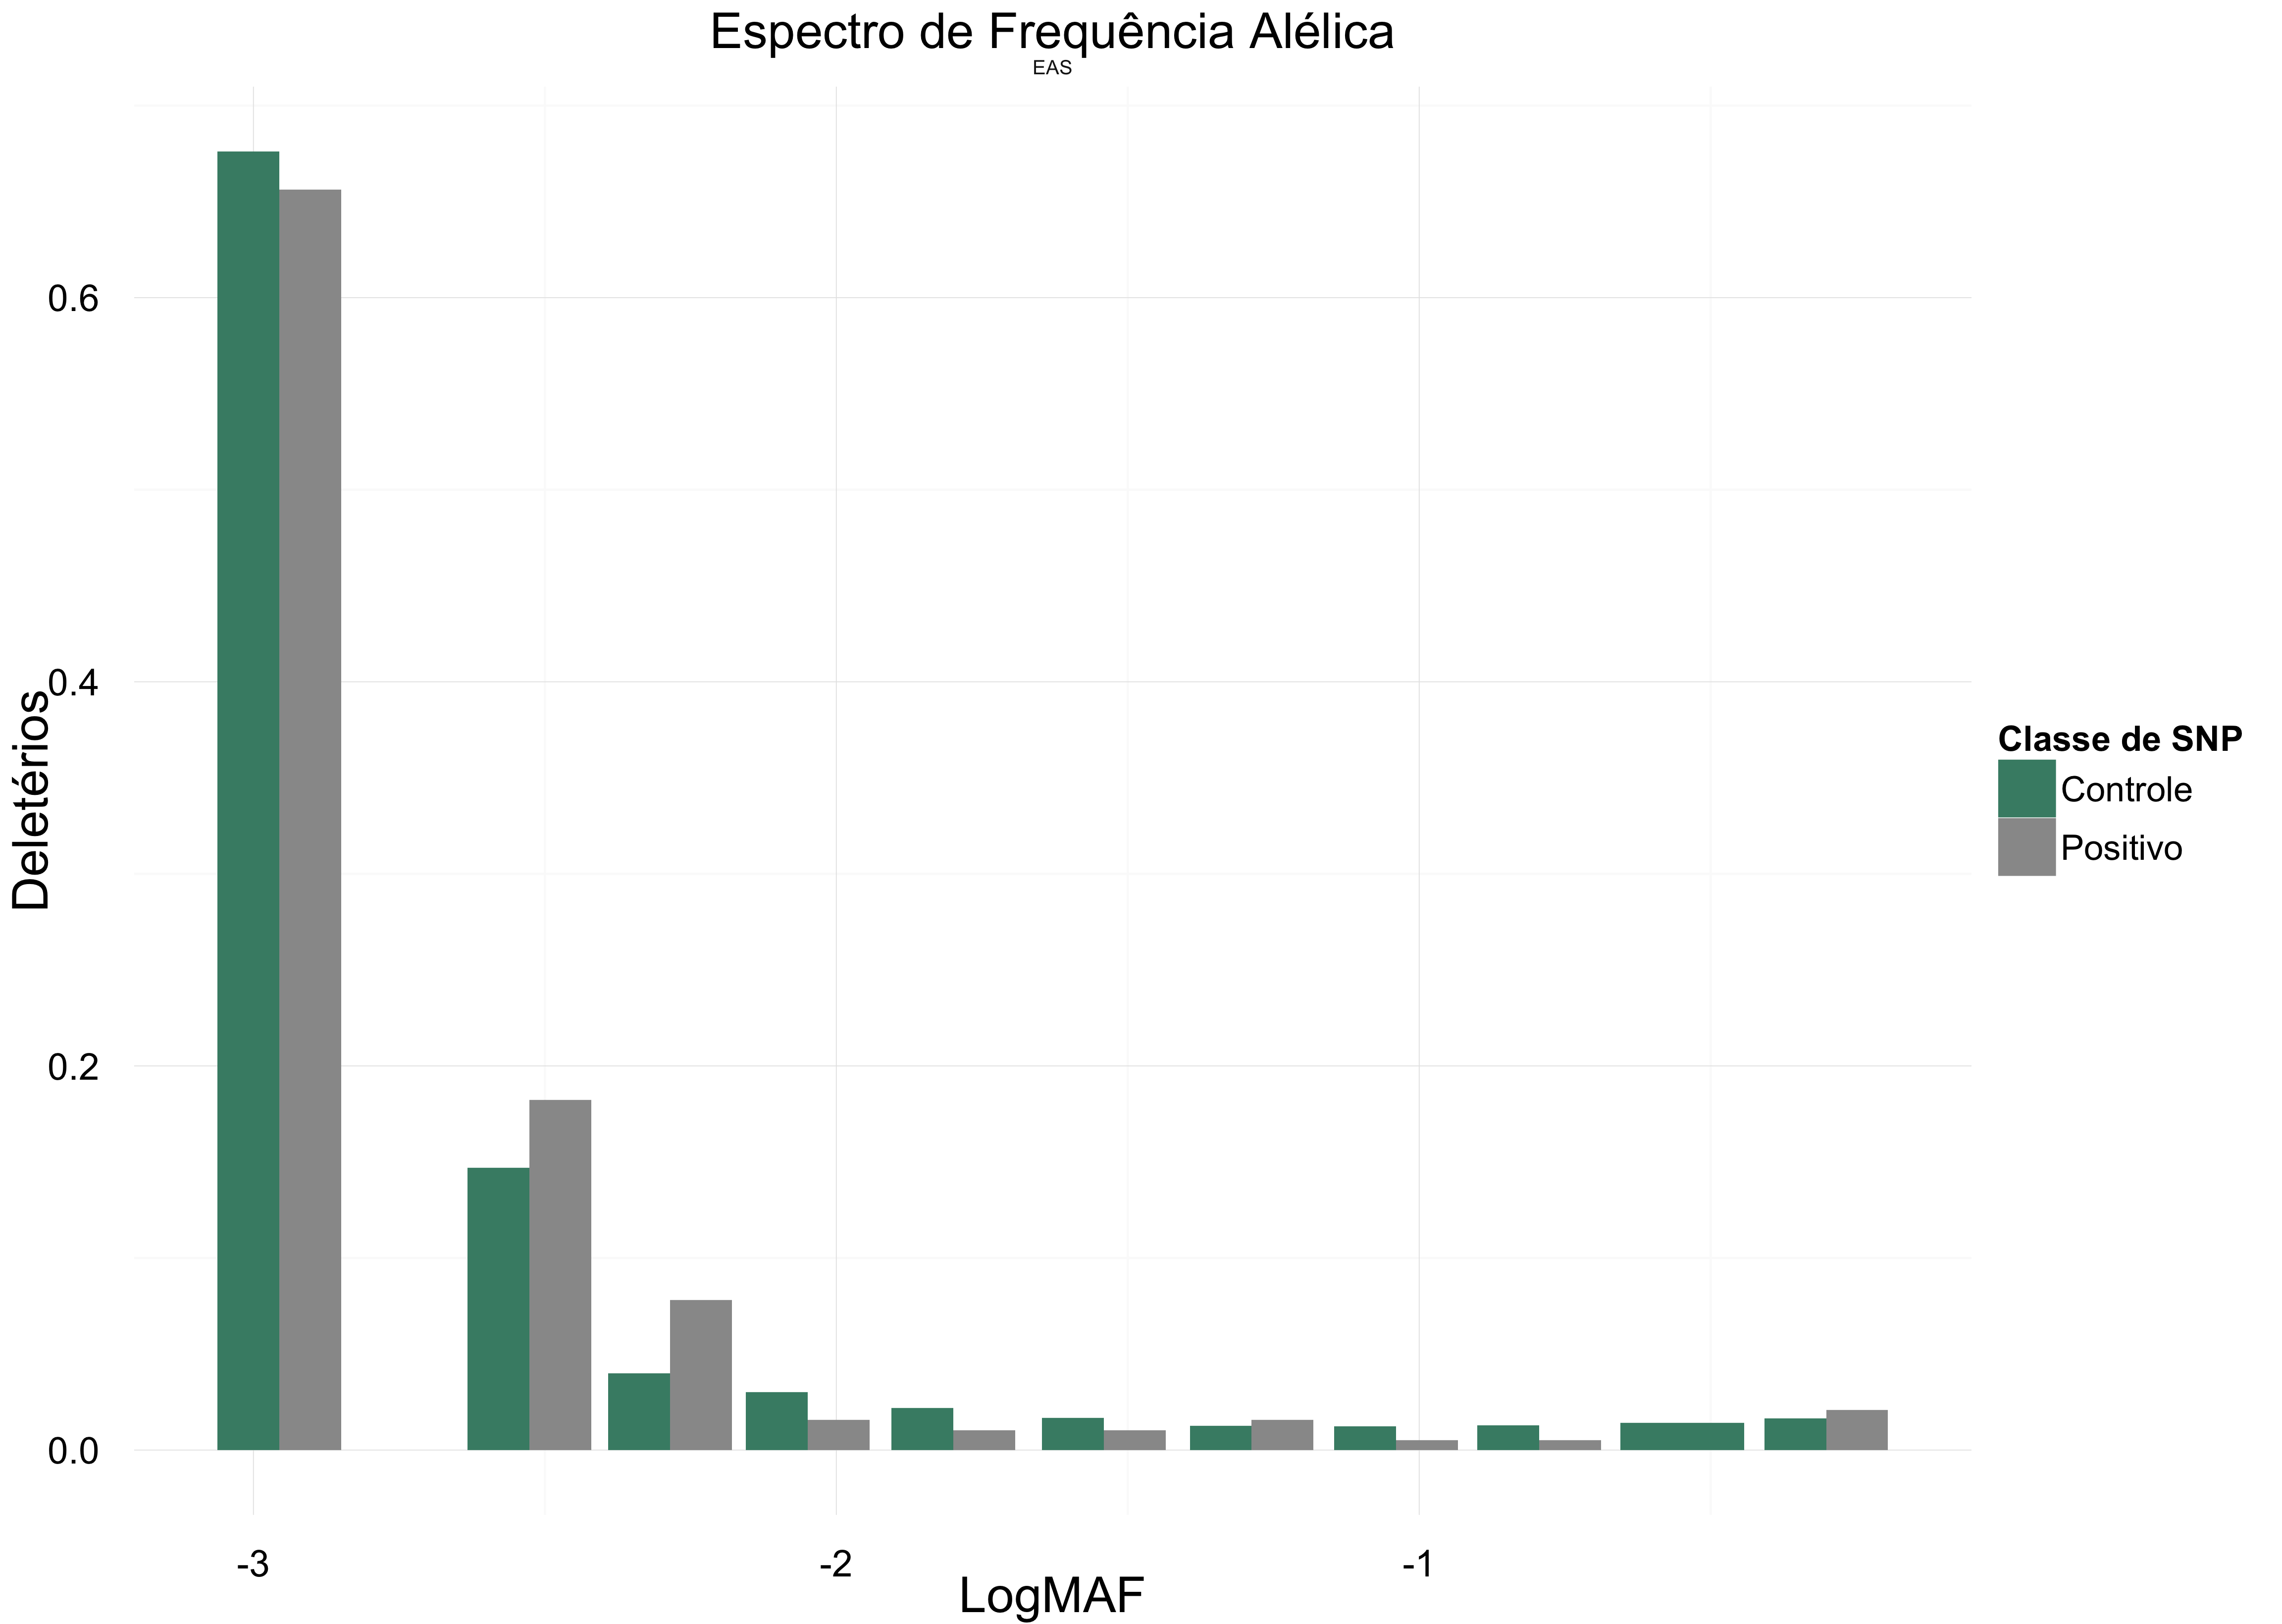 Espectro de Frequência Alélica
EAS
Deletérios
0.6
0.4
0.2
0.0
-3
-2
-1
LogMAF
Classe de SNP
Controle
Positivo